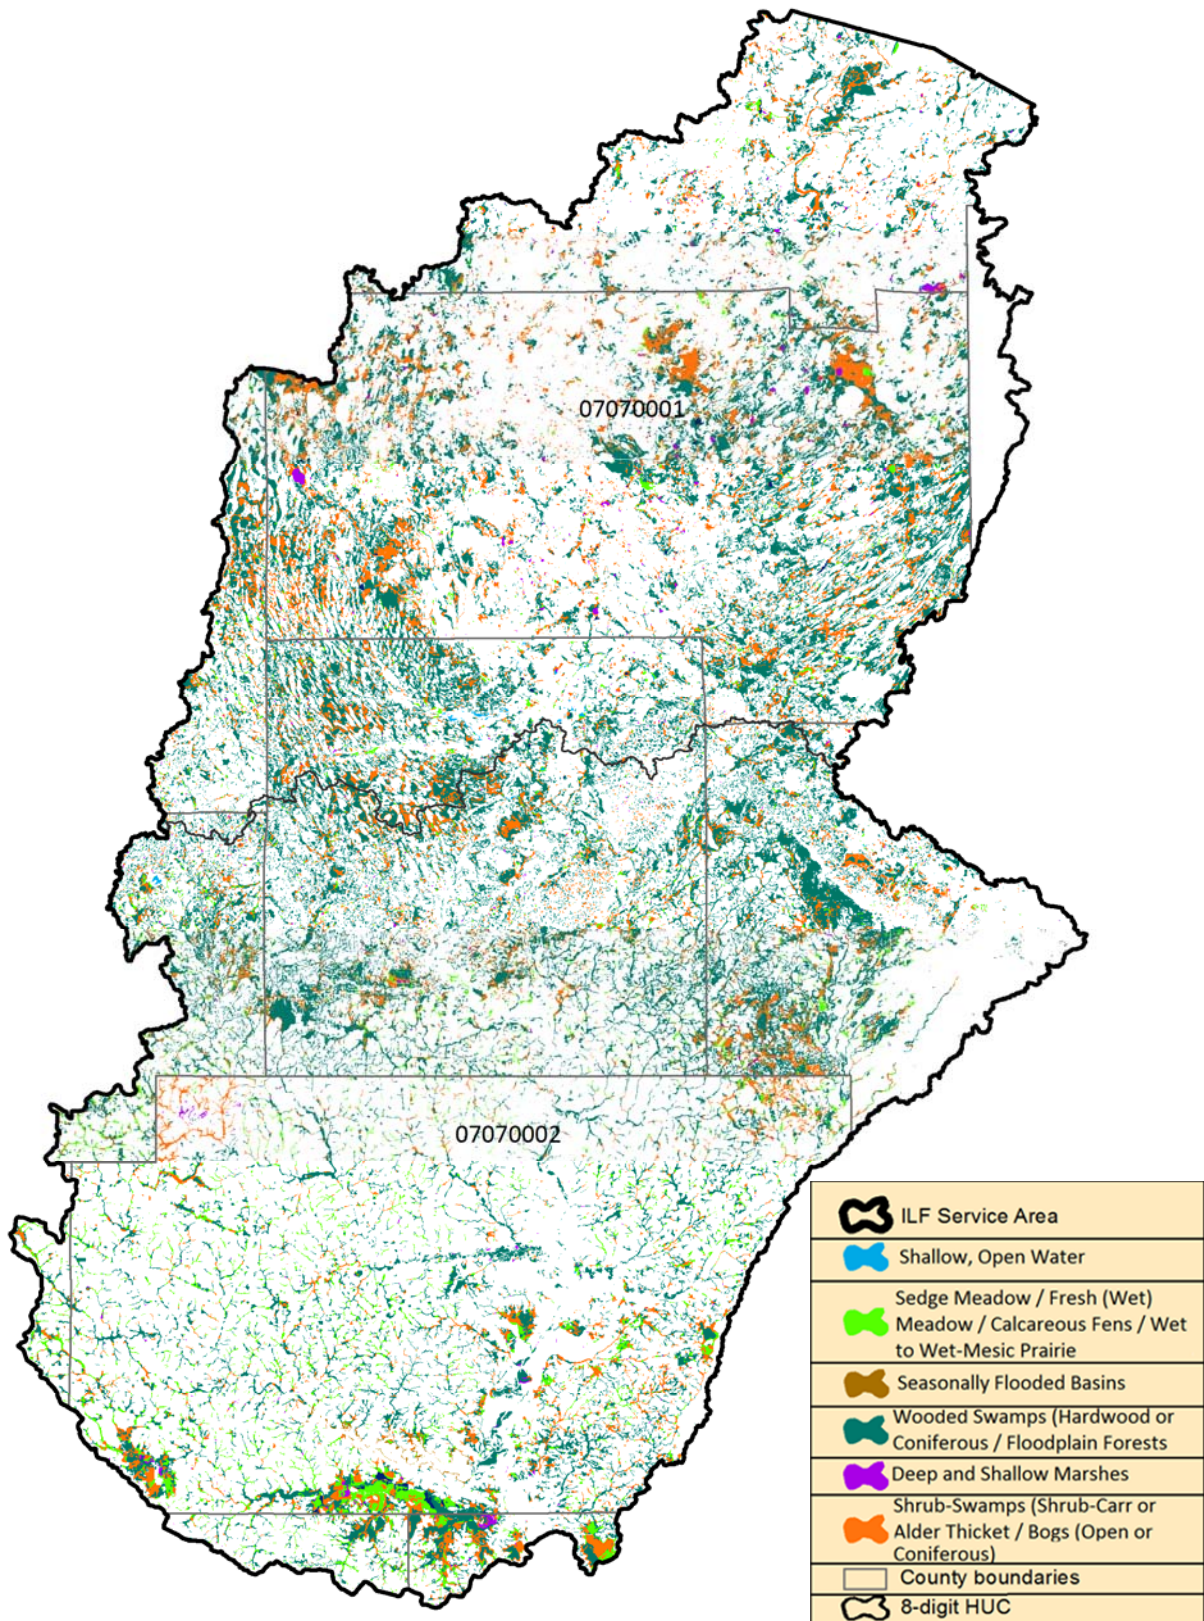 07070001
07070002
ILF Service Area
Shallow, Open Water
Sedge Meadow / Fresh (Wet)
Meadow / Calcareous Fens / Wet
to Wet-Mesic Prairie
Seasonally Flooded Basins
Wooded Swamps (Hardwood or
Coniferous / Floodplain Forests
Deep and Shallow Marshes
Shrub-Swamps (Shrub-Carr or
Alder Thicket / Bogs (Open or
Coniferous)
County boundaries
8-digit HUC